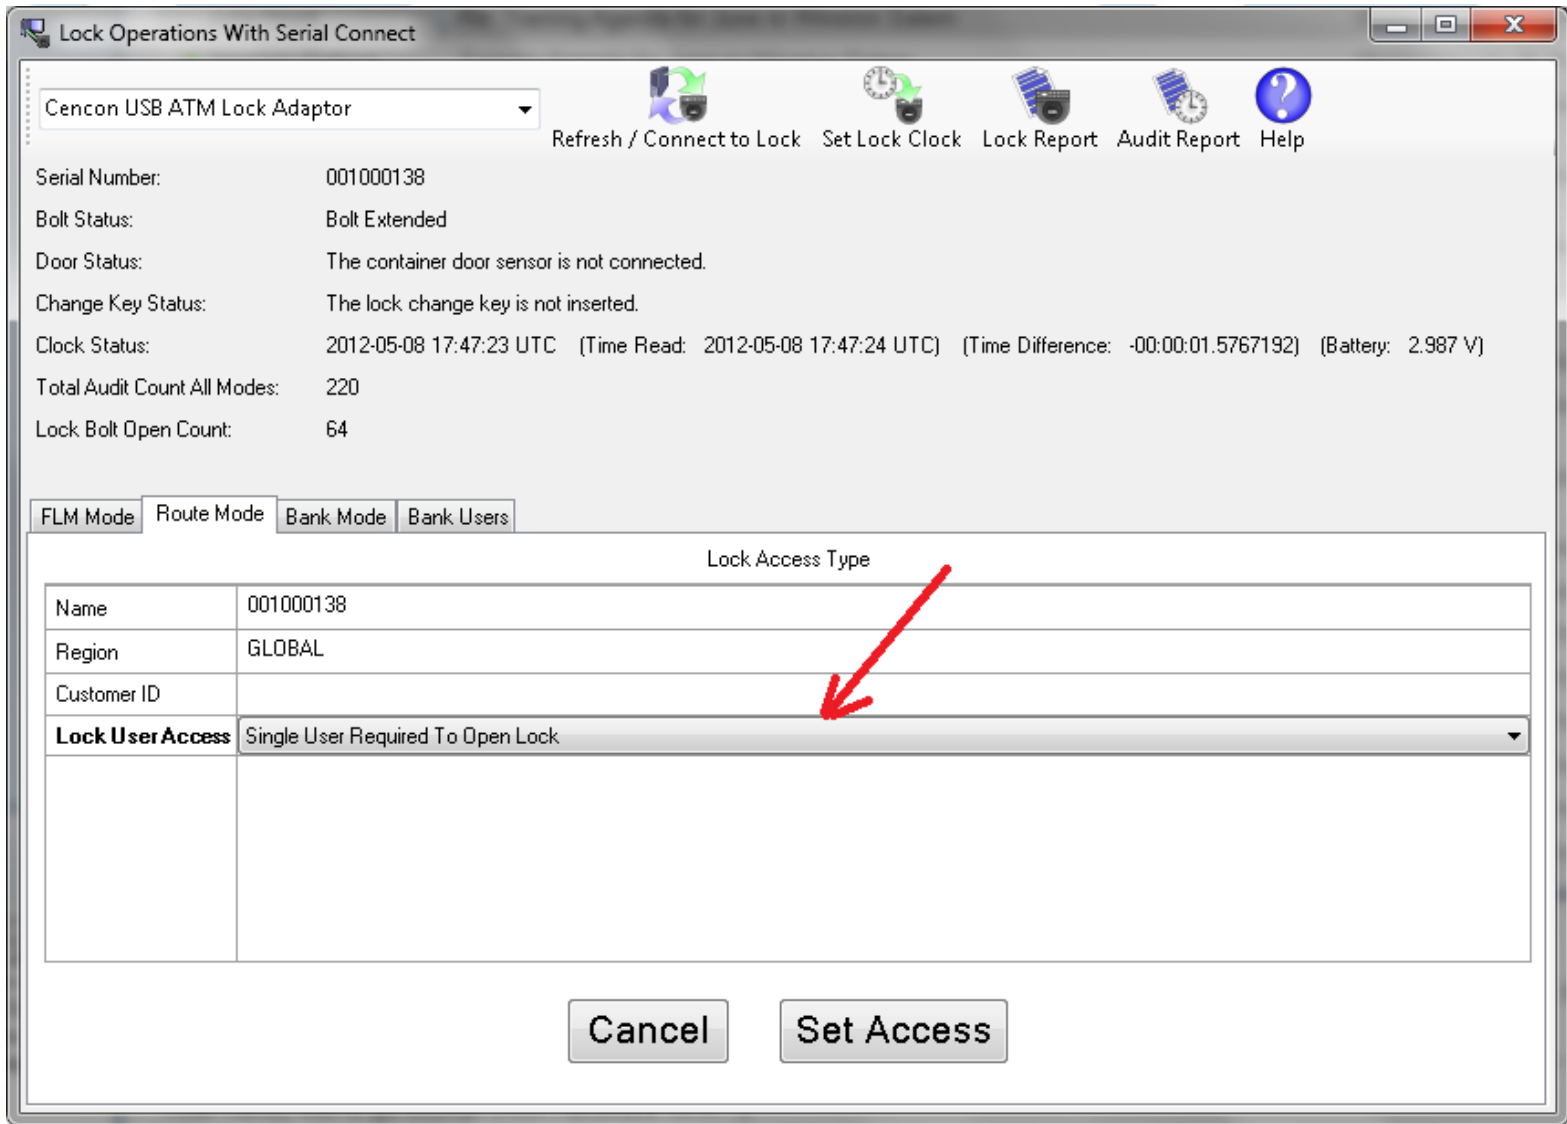 Lock Operations With Serial Connect
Cencon USB ATM Lock Adaptor
Refresh / Connect to Lock Set Lock Clock Lock Report Audit Report Help
Serial Number: 001000138
Bolt Status: Bolt Extended
Door Status: The container door sensor is not connected.
Change Key Status: The lock change key is not inserted.
Clock Status: 2012-05-08 17:47:23 UTC (Time Read: 2012-05-08 17:47:24 UTC) (Time Difference: -00:00:01.5767192) (Battery: 2.987 V)
Total Audit Count All Modes: 220
Lock Bolt Open Count: 64
FLM Mode Route Mode Bank Mode Bank Users
Lock Access Type
Name 001000138
Region GLOBAL
Customer ID
Lock User Access Single User Required To Open Lock
Cancel Set Access